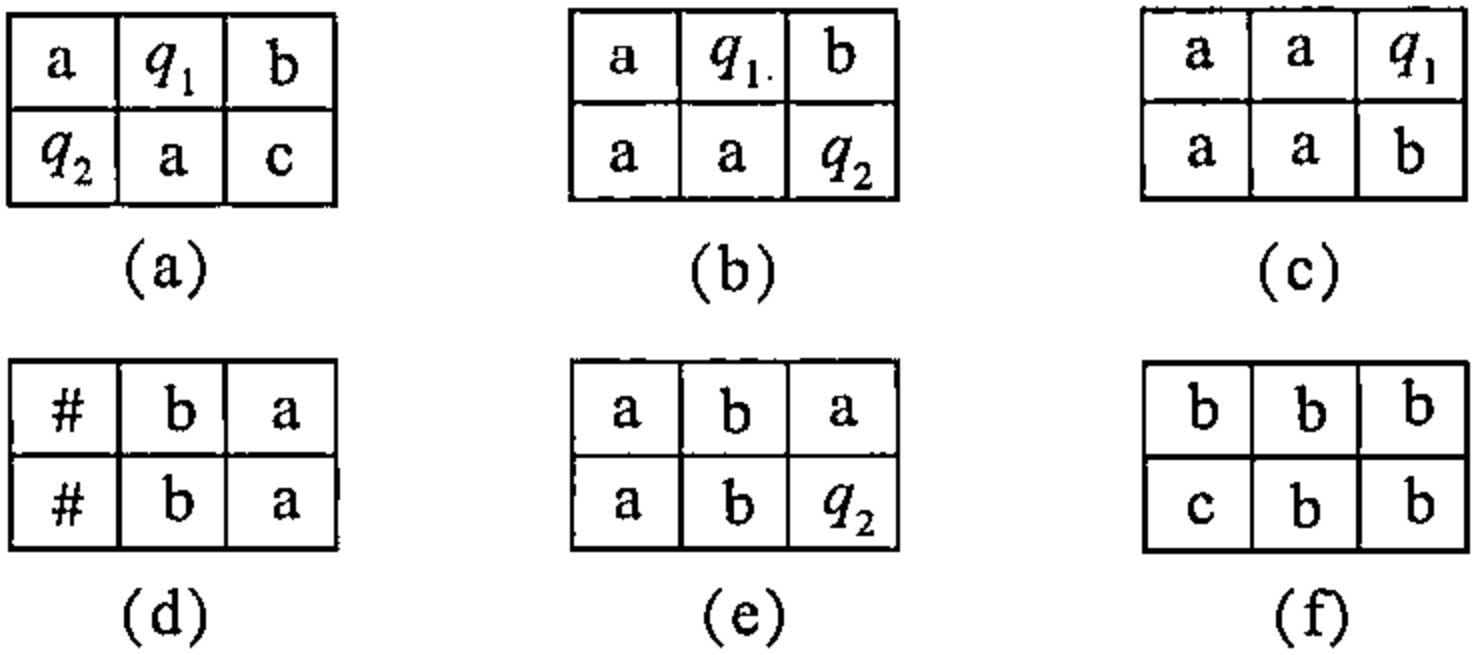 a q₁ b a q₁ b a a q₁
q₂ a c a a q₂ a a b
(a) (b) (c)
# b a a b a b b b
# b a a b q₂ c b b
(d) (e) (f)